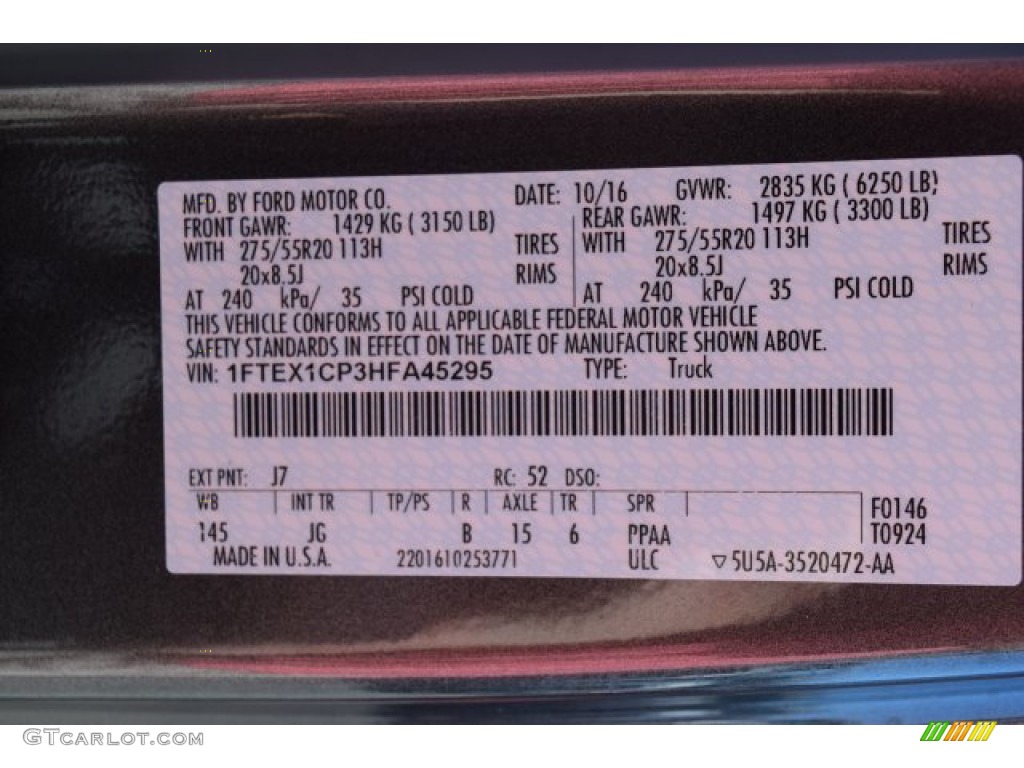 MFD. BY FORD MOTOR CO. DATE: 10/16 GVWR: 2835 KG ( 6250 LB)
FRONT GAWR: 1429 KG ( 3150 LB) REAR GAWR: 1497 KG ( 3300 LB)
WITH 275/55R20 113H TIRES WITH 275/55R20 113H TIRES
20x8.5J RIMS 20x8.5J RIMS
AT 240 kPa/ 35 PSI COLD AT 240 kPa/ 35 PSI COLD
THIS VEHICLE CONFORMS TO ALL APPLICABLE FEDERAL MOTOR VEHICLE
SAFETY STANDARDS IN EFFECT ON THE DATE OF MANUFACTURE SHOWN ABOVE.
VIN: 1FTEX1CP3HFA45295 TYPE: Truck
EXT PNT: J7 RC: 52 DSO:
WB INT TR TP/PS R AXLE TR SPR F0146
145 JG B 15 6 PPAA T0924
MADE IN U.S.A. 2201610253771 ULC ▽5U5A-3520472-AA
GTCARLOT.COM